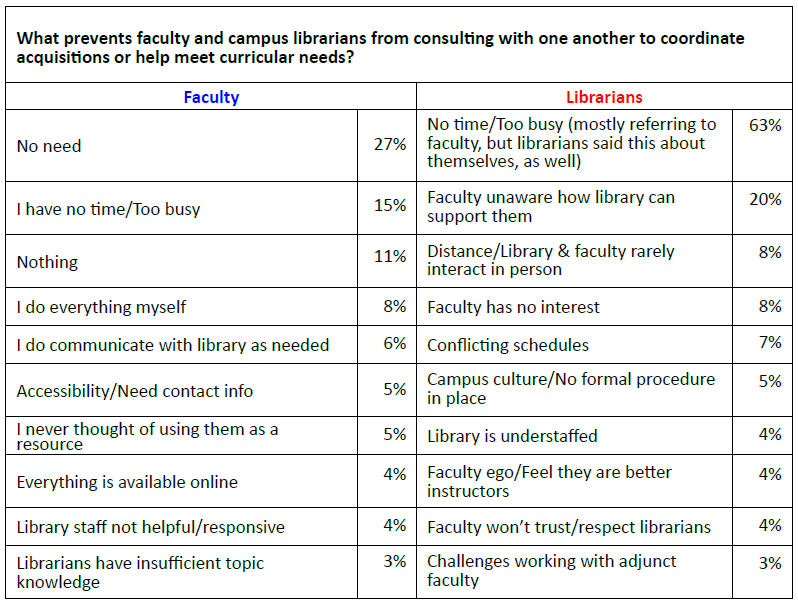 What prevents faculty and campus librarians from consulting with one another to coordinate
acquisitions or help meet curricular needs?
Faculty
Librarians
No need
27%
No time/Too busy (mostly referring to
faculty, but librarians said this about
themselves, as well)
63%
I have no time/Too busy
15%
Faculty unaware how library can
support them
20%
Nothing
11%
Distance/Library & faculty rarely
interact in person
8%
I do everything myself
8%
Faculty has no interest
8%
I do communicate with library as needed
6%
Conflicting schedules
7%
Accessibility/Need contact info
5%
Campus culture/No formal procedure
in place
5%
I never thought of using them as a
resource
5%
Library is understaffed
4%
Everything is available online
4%
Faculty ego/Feel they are better
instructors
4%
Library staff not helpful/responsive
4%
Faculty won’t trust/respect librarians
4%
Librarians have insufficient topic
knowledge
3%
Challenges working with adjunct
faculty
3%